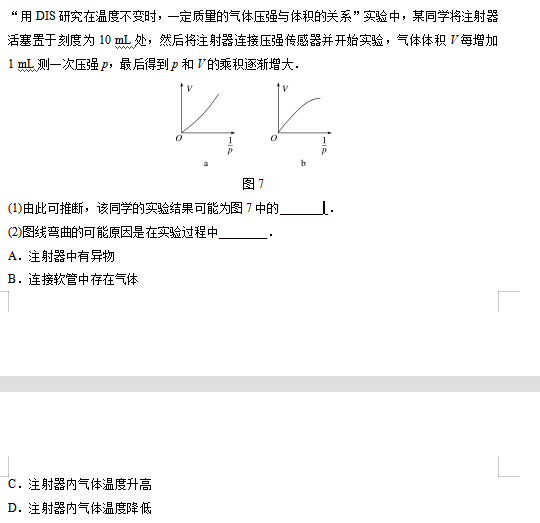 “用 DIS 研究在温度不变时，一定质量的气体压强与体积的关系”实验中，某同学将注射器
活塞置于刻度为 10 mL 处，然后将注射器连接压强传感器并开始实验，气体体积 V 每增加
1 mL 测一次压强 p，最后得到 p 和 V 的乘积逐渐增大．
V
O
1
p
a
V
O
1
p
b
图 7
(1)由此可推断，该同学的实验结果可能为图 7 中的________．
(2)图线弯曲的可能原因是在实验过程中________．
A．注射器中有异物
B．连接软管中存在气体
C．注射器内气体温度升高
D．注射器内气体温度降低